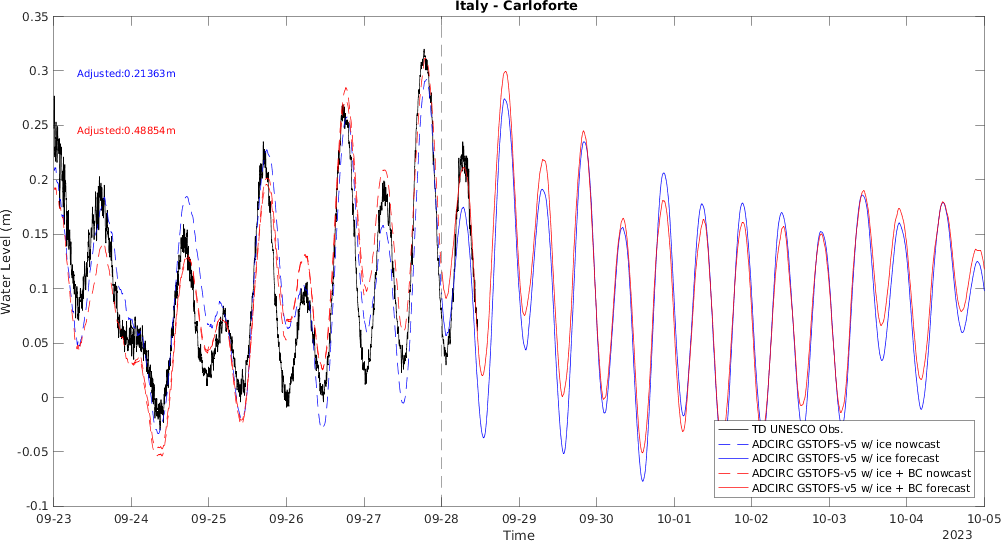 Italy - Carloforte
0.35
0.3
0.25
0.2
0.15
0.1
0.05
0
-0.05
-0.1
Water Level (m)
Adjusted:0.21363m
Adjusted:0.48854m
TD UNESCO Obs.
ADCIRC GSTOFS-v5 w/ ice nowcast
ADCIRC GSTOFS-v5 w/ ice forecast
ADCIRC GSTOFS-v5 w/ ice + BC nowcast
ADCIRC GSTOFS-v5 w/ ice + BC forecast
09-23 09-24 09-25 09-26 09-27 09-28 09-29 09-30 10-01 10-02 10-03 10-04 10-05
Time
2023